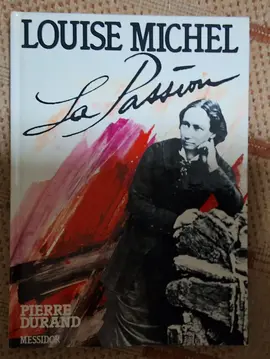 LOUISE MICHEL
La Passion
PIERRE
DURAND
MESSIDOR